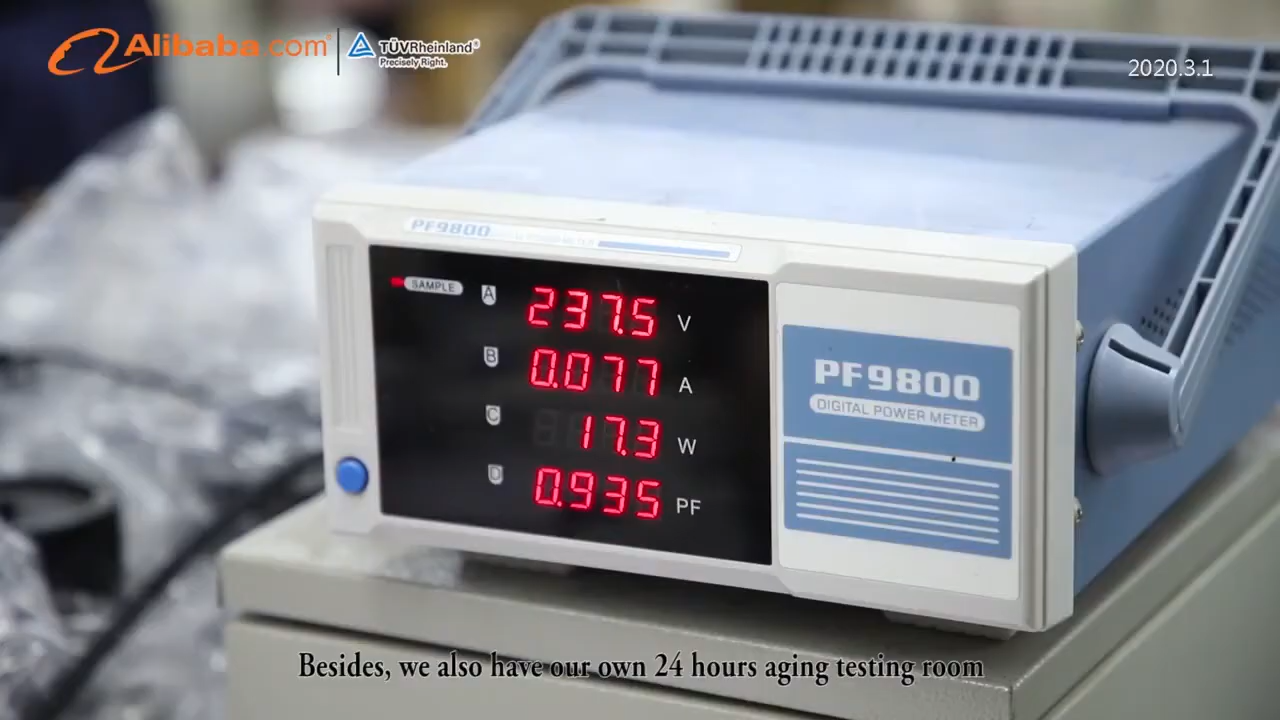 Alibaba.com
TÜVRheinland®
Precisely Right.
2020.3.1
PF9800
SAMPLE
A 237.5 V
B 0.077 A
C 17.3 W
D 0.935 PF
PF9800
DIGITAL POWER METER
Besides, we also have our own 24 hours aging testing room